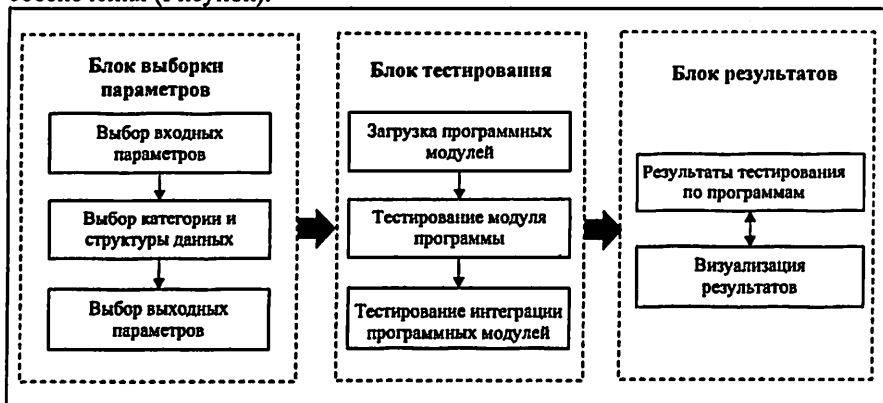 обеспечения (Рисунок).
Блок выборки
параметров
Выбор входных
параметров
Выбор категории и
структуры данных
Выбор выходных
параметров
Блок тестирования
Загрузка программных
модулей
Тестирование модуля
программы
Тестирование интеграции
программных модулей
Блок результатов
Результаты тестирования
по программам
Визуализация
результатов